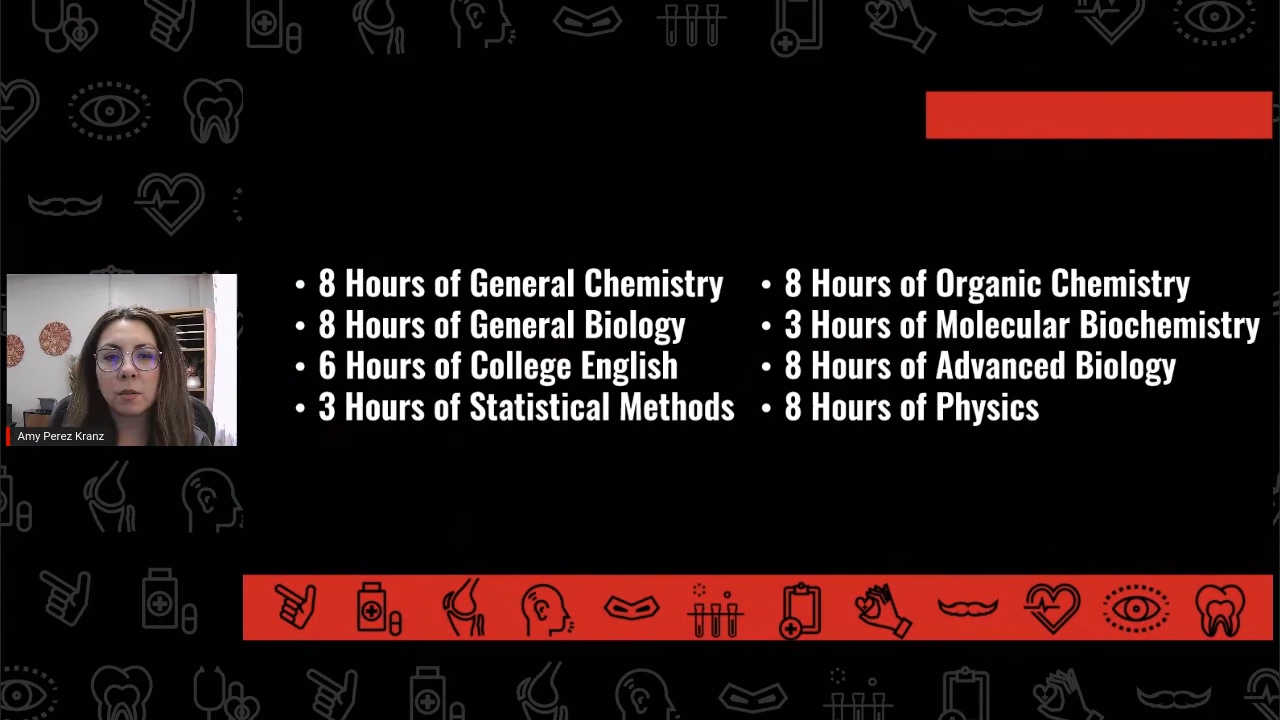 • 8 Hours of General Chemistry
• 8 Hours of General Biology
• 6 Hours of College English
• 3 Hours of Statistical Methods
• 8 Hours of Organic Chemistry
• 3 Hours of Molecular Biochemistry
• 8 Hours of Advanced Biology
• 8 Hours of Physics
Amy Perez Kranz